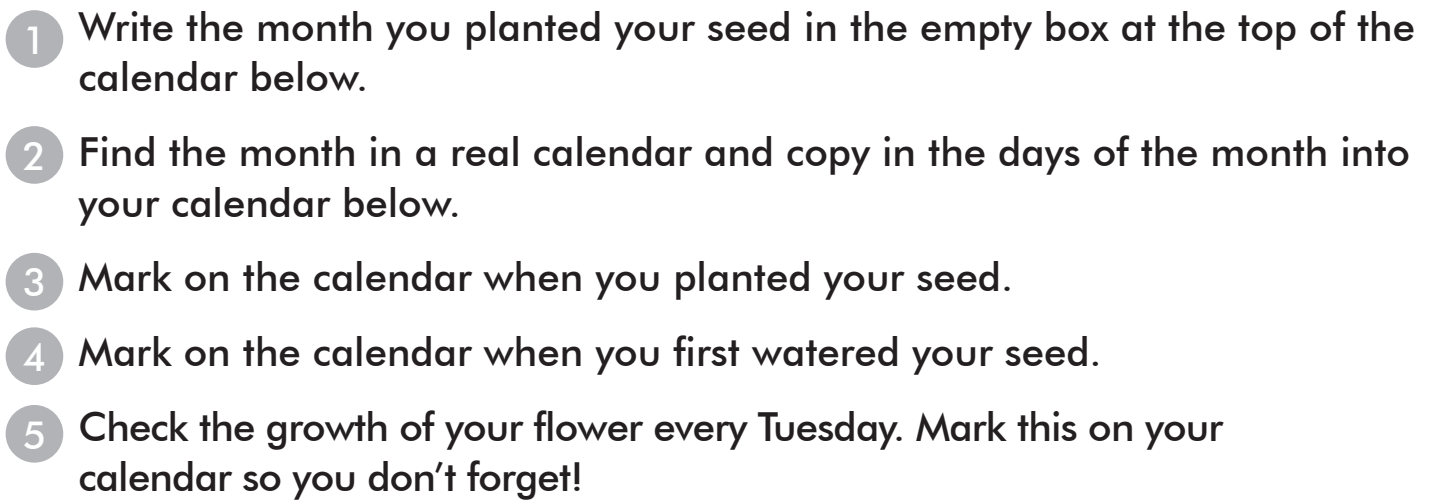 1 Write the month you planted your seed in the empty box at the top of the
calendar below.
2 Find the month in a real calendar and copy in the days of the month into
your calendar below.
3 Mark on the calendar when you planted your seed.
4 Mark on the calendar when you first watered your seed.
5 Check the growth of your flower every Tuesday. Mark this on your
calendar so you don’t forget!